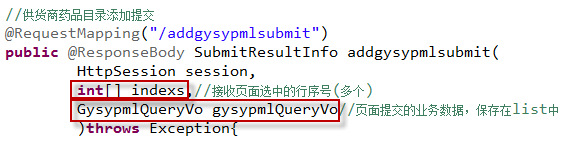 //供货商药品目录添加提交
@RequestMapping("/addgysypmlsubmit")
public @ResponseBody SubmitResultInfo addgysypmlsubmit(
HttpSession session,
int[] indexs,//接收页面选中的行序号(多个)
GysypmlQueryVo gysypmlQueryVo//页面提交的业务数据，保存在list中
)throws Exception{